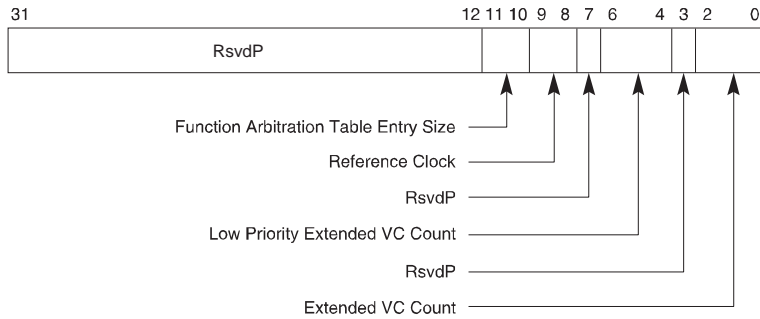 31 12 11 10 9 8 7 6 4 3 2 0
RsvdP
Function Arbitration Table Entry Size
Reference Clock
RsvdP
Low Priority Extended VC Count
RsvdP
Extended VC Count